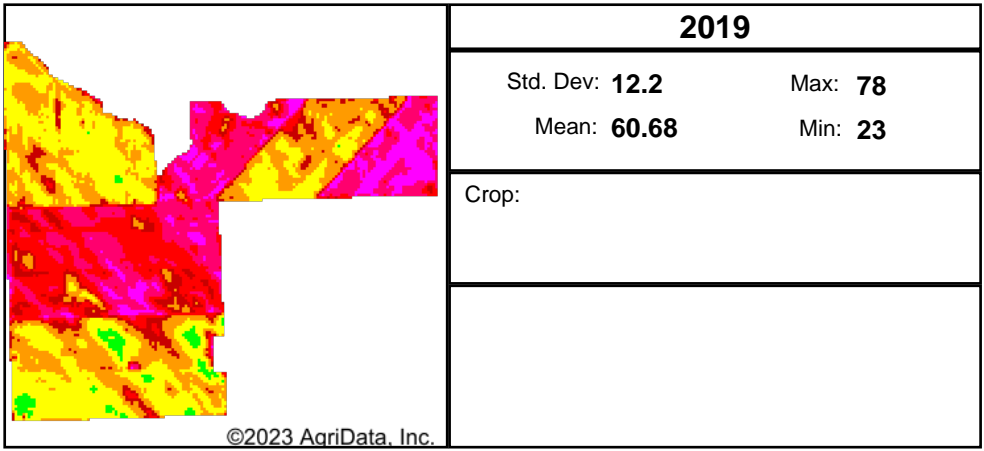 2019
Std. Dev: 12.2 Max: 78
Mean: 60.68 Min: 23
Crop:
©2023 AgriData, Inc.